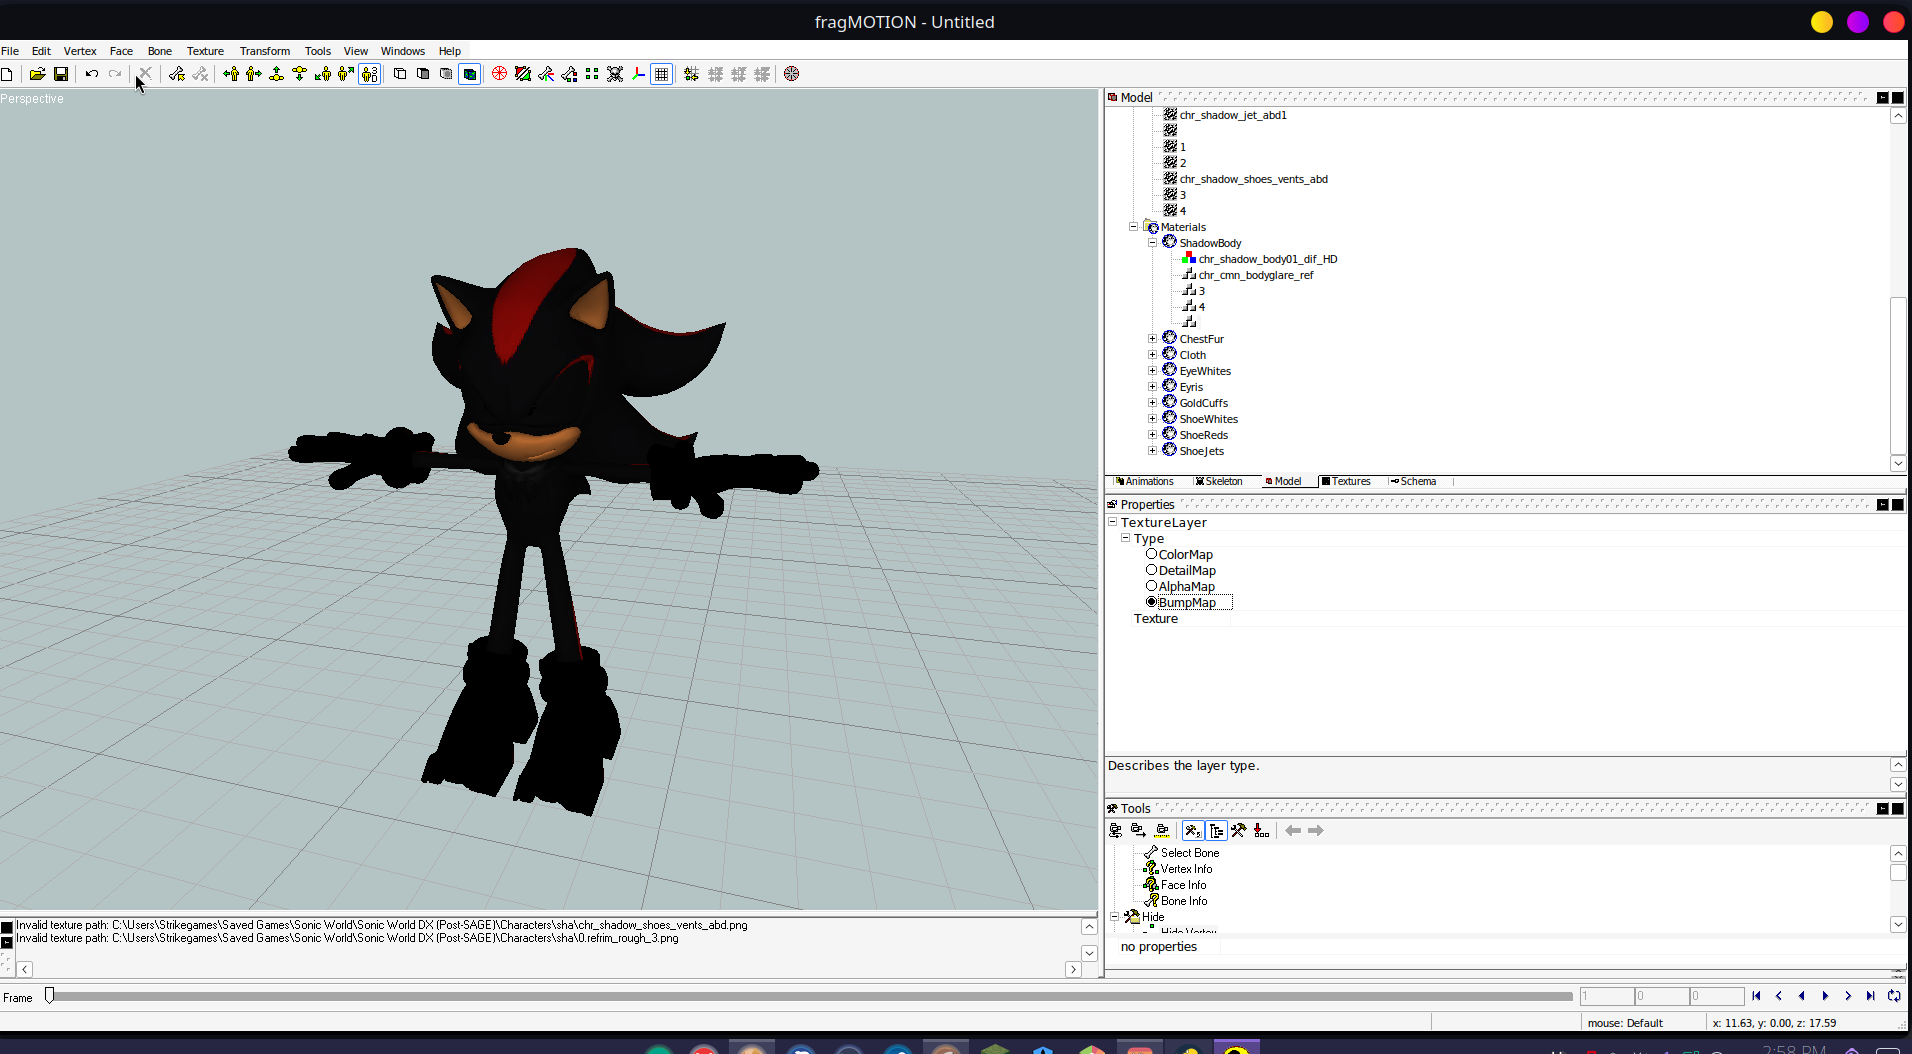 fragMOTION - Untitled
File Edit Vertex Face Bone Texture Transform Tools View Windows Help
Perspective
Model
chr_shadow_jet_abd1
1
2
chr_shadow_shoes_vents_abd
3
4
Materials
ShadowBody
chr_shadow_body01_dif_HD
chr_cmn_bodyglare_ref
3
4
ChestFur
Cloth
EyeWhites
Eyris
GoldCuffs
ShoeWhites
ShoeReds
ShoeJets
Animations Skeleton Model Textures Schema
Properties
TextureLayer
Type
ColorMap
DetailMap
AlphaMap
BumpMap
Texture
Describes the layer type.
Tools
Select Bone
Vertex Info
Face Info
Bone Info
Hide
Hide Vertex
no properties
Invalid texture path: C:\Users\Strikegames\Saved Games\Sonic World\Sonic World DX (Post-SAGE)\Characters\sha\chr_shadow_shoes_vents_abd.png
Invalid texture path: C:\Users\Strikegames\Saved Games\Sonic World\Sonic World DX (Post-SAGE)\Characters\sha\0.refrim_rough_3.png
Frame 1 0 0
mouse: Default x: 11.63, y: 0.00, z: 17.59
2:58 PM